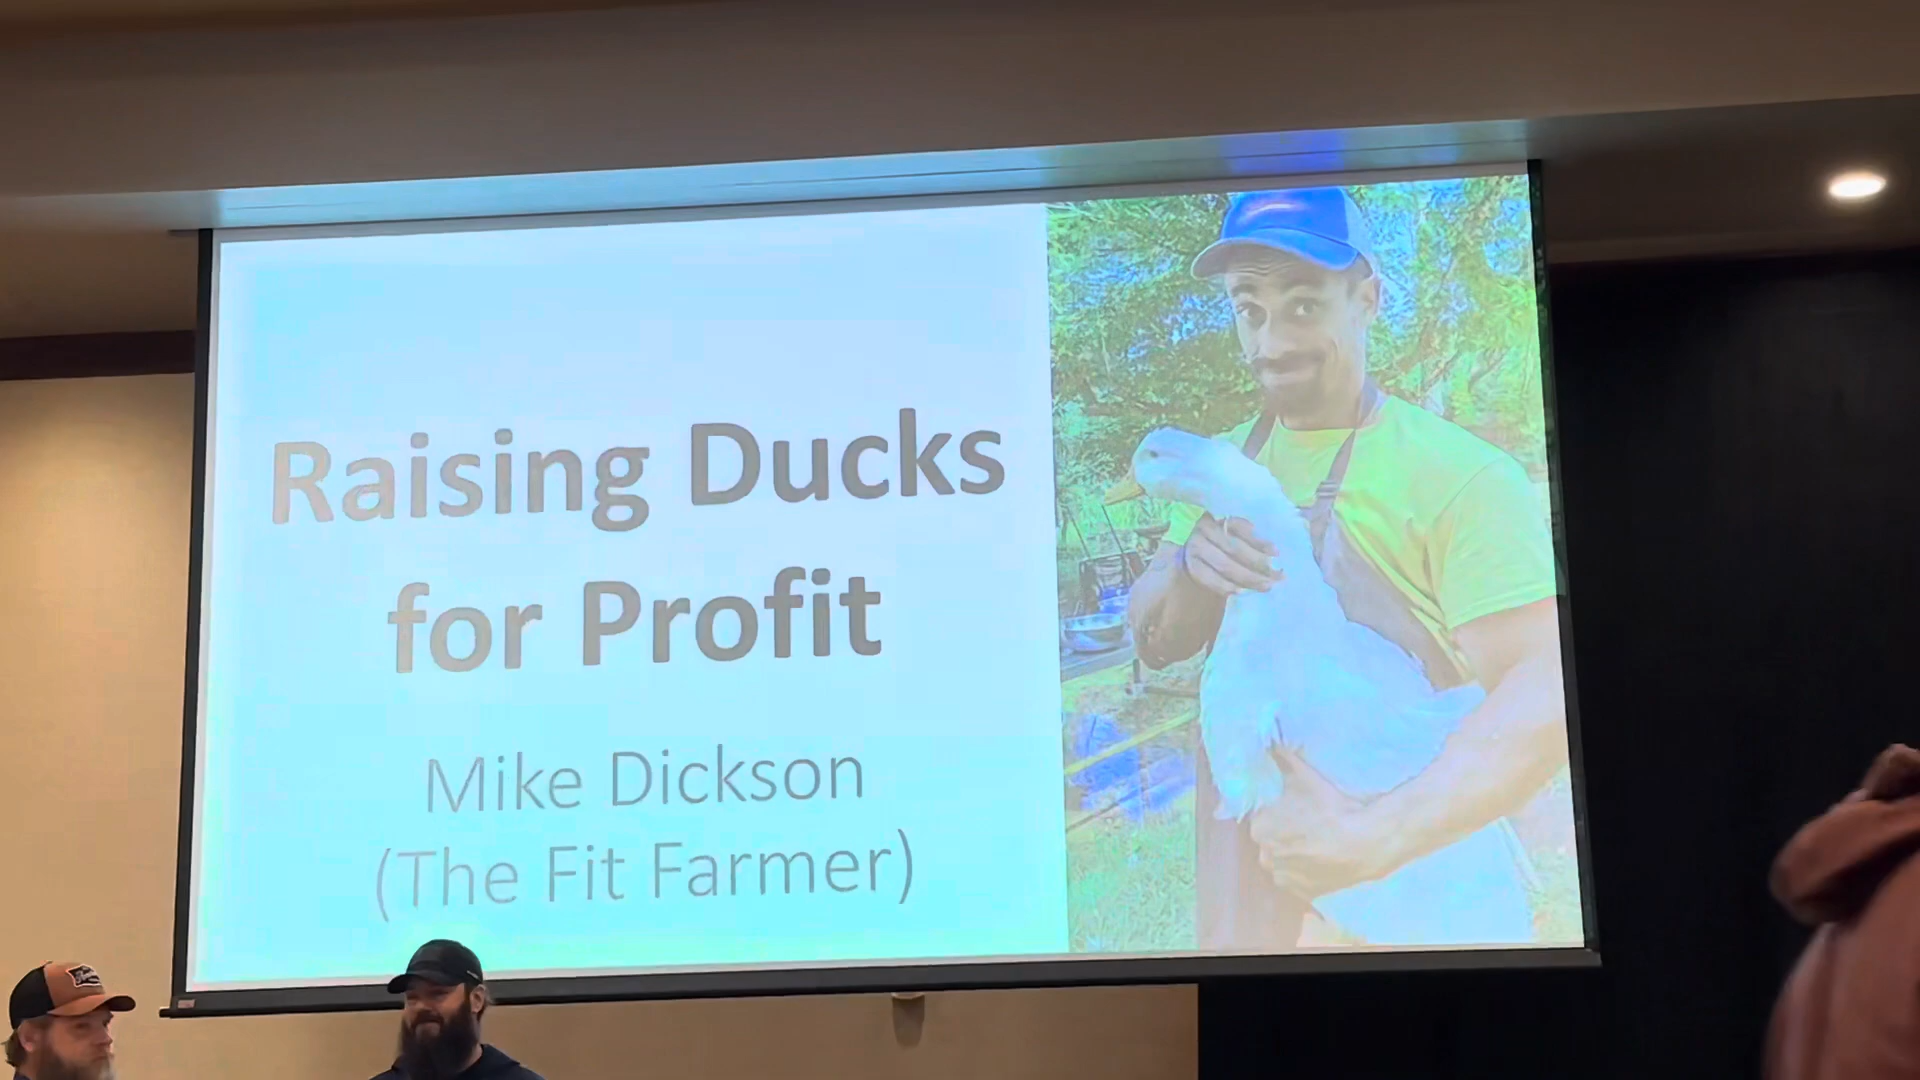 Raising Ducks
for Profit
Mike Dickson
(The Fit Farmer)